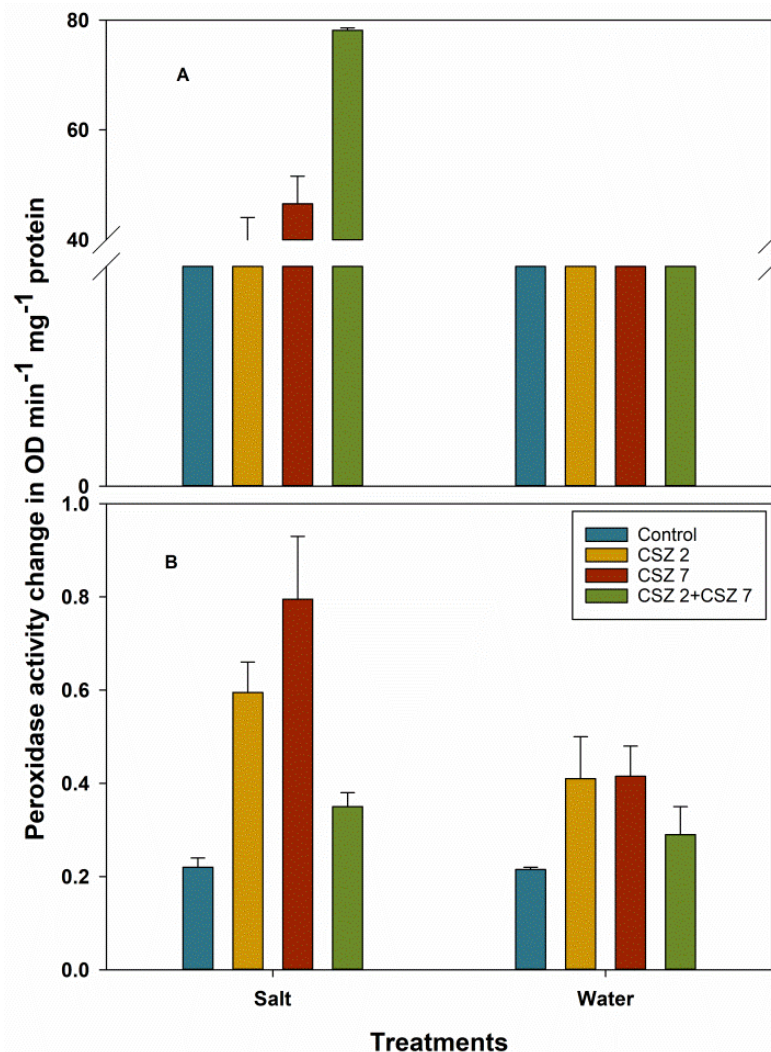 80
A
60
40
0
1.0
B
0.8
0.6
0.4
0.2
0.0
Control
CSZ 2
CSZ 7
CSZ 2+CSZ 7
Peroxidase activity change in OD min⁻¹ mg⁻¹ protein
Salt Water
Treatments